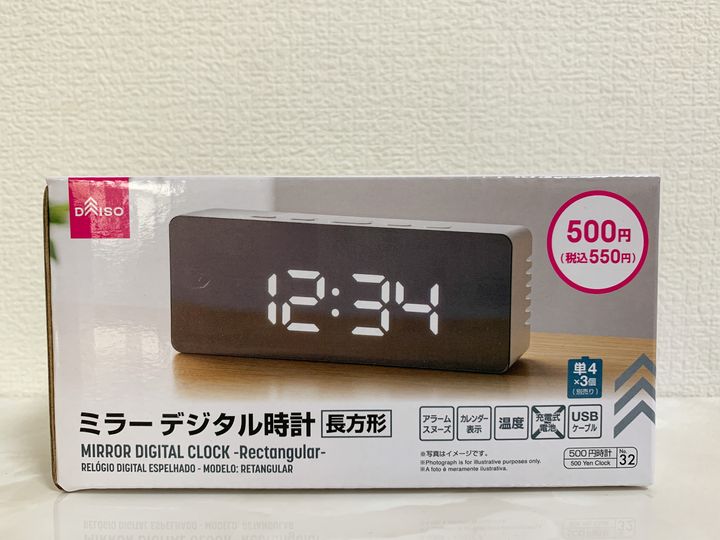 DAISO
500円
(税込550円)
12:34
単4
×3個
(別売り)
ミラー デジタル時計 長方形
MIRROR DIGITAL CLOCK -Rectangular-
RELÓGIO DIGITAL ESPELHADO - MODELO: RETANGULAR
アラーム
スヌーズ
カレンダー
表示
温度
充電式
電池
USB
ケーブル
※写真はイメージです。
※Photograph is for illustrative purposes only.
※A foto é meramente ilustrativa.
500円時計
500 Yen Clock
No.
32